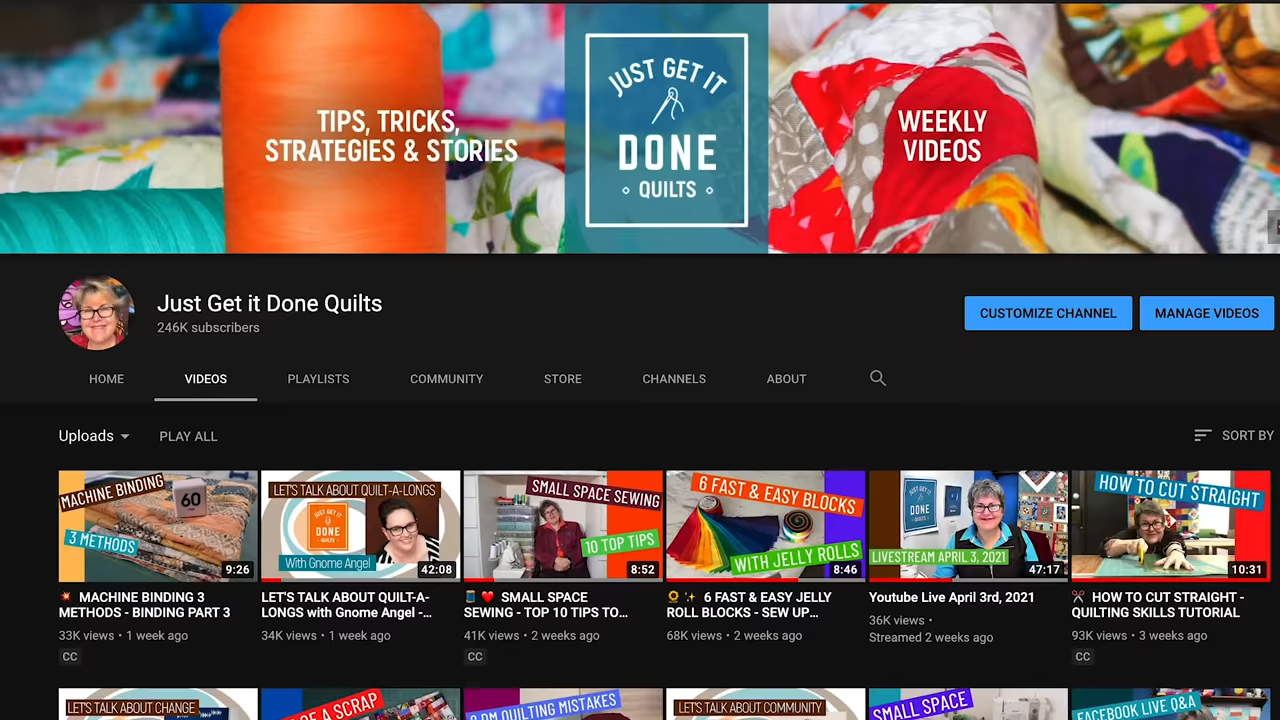 TIPS, TRICKS,
STRATEGIES & STORIES
JUST GET IT
DONE
QUILTS
WEEKLY
VIDEOS
Just Get it Done Quilts
246K subscribers
CUSTOMIZE CHANNEL
MANAGE VIDEOS
HOME
VIDEOS
PLAYLISTS
COMMUNITY
STORE
CHANNELS
ABOUT
Uploads
PLAY ALL
SORT BY
MACHINE BINDING
60
3 METHODS
9:26
💥 MACHINE BINDING 3
METHODS - BINDING PART 3
33K views • 1 week ago
CC
LET'S TALK ABOUT QUILT-A-LONGS
JUST GET IT
DONE
QUILTS
With Gnome Angel
42:08
LET'S TALK ABOUT QUILT-A-
LONGS with Gnome Angel -...
34K views • 1 week ago
SMALL SPACE SEWING
10 TOP TIPS
8:52
🧵 ❤️ SMALL SPACE
SEWING - TOP 10 TIPS TO...
41K views • 2 weeks ago
CC
6 FAST & EASY BLOCKS
WITH JELLY ROLLS
8:46
🌻 ✨ 6 FAST & EASY JELLY
ROLL BLOCKS - SEW UP...
68K views • 2 weeks ago
JUST GET IT
DONE
QUILTS
LIVESTREAM APRIL 3, 2021
47:17
Youtube Live April 3rd, 2021
36K views •
Streamed 2 weeks ago
HOW TO CUT STRAIGHT
10:31
✂️ HOW TO CUT STRAIGHT -
QUILTING SKILLS TUTORIAL
93K views • 3 weeks ago
CC
LET'S TALK ABOUT CHANGE
OF A SCRAP
QUILTING MISTAKES
LET'S TALK ABOUT COMMUNITY
SMALL SPACE
FACEBOOK LIVE Q&A